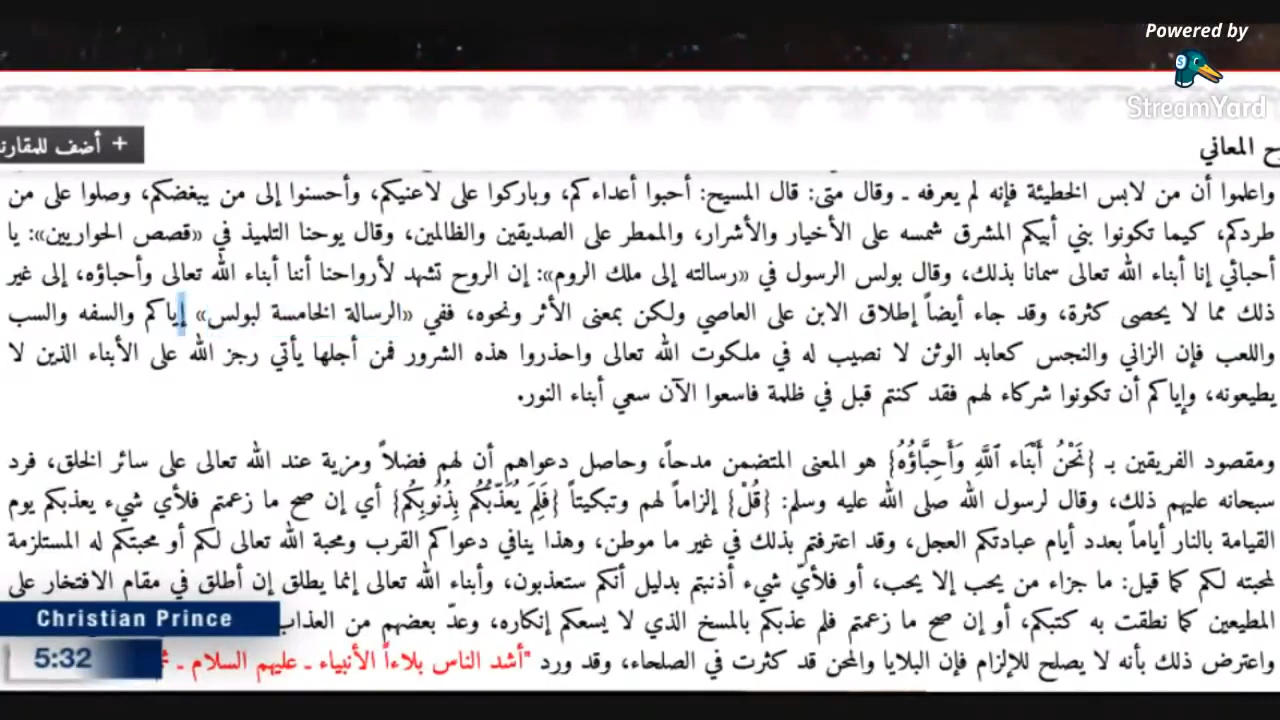 Powered by
StreamYard
+ أضف للمقارنة
ح المعاني
واعلموا أن من لابس الخطيئة فإنه لم يعرفه ـ وقال متى: قال المسيح: أحبوا أعداءكم، وباركوا على لاعنيكم، وأحسنوا إلى من يبغضكم، وصلوا على من
طردكم، كيما تكونوا بني أبيكم المشرق شمسه على الأخيار والأشرار، والممطر على الصديقين والظالمين، وقال يوحنا التلميذ في «قصص الحواريين»: يا
أحبائي إنا أبناء الله تعالى سمانا بذلك، وقال بولس الرسول في «رسالته إلى ملك الروم»: إن الروح تشهد لأرواحنا أننا أبناء الله تعالى وأحباؤه، إلى غير
ذلك مما لا يحصى كثرة، وقد جاء أيضاً إطلاق الابن على العاصي ولكن بمعنى الأثر ونحوه، ففي «الرسالة الخامسة لبولس» إياكم والسفه والسب
واللعب فإن الزاني والنجس كعابد الوثن لا نصيب له في ملكوت الله تعالى واحذروا هذه الشرور فمن أجلها يأتي رجز الله على الأبناء الذين لا
يطيعونه، وإياكم أن تكونوا شركاء لهم فقد كنتم قبل في ظلمة فاسعوا الآن سعي أبناء النور.
ومقصود الفريقين بـ {نَحْنُ أَبْنَاء ٱللَّهِ وَأَحِبَّاؤُهُ} هو المعنى المتضمن مدحاً، وحاصل دعواهم أن لهم فضلاً ومزية عند الله تعالى على سائر الخلق، فرد
سبحانه عليهم ذلك، وقال لرسول الله صلى الله عليه وسلم: {قُلْ} إلزاماً لهم وتبكيتاً {فَلِمَ يُعَذِّبُكُم بِذُنُوبِكُم} أي إن صح ما زعمتم فلأي شيء يعذبكم يوم
القيامة بالنار أياماً بعدد أيام عبادتكم العجل، وقد اعترفتم بذلك في غير ما موطن، وهذا ينافي دعواكم القرب ومحبة الله تعالى لكم أو محبتكم له المستلزمة
لمحبته لكم كما قيل: ما جزاء من يحب إلا يحب، أو فلأي شيء أذنبتم بدليل أنكم ستعذبون، وأبناء الله تعالى إنما يطلق إن أطلق في مقام الافتخار على
المطيعين كما نطقت به كتبكم، أو إن صح ما زعمتم فلم عذبكم بالمسخ الذي لا يسعكم إنكاره، وعدّ بعضهم من العذاب
واعترض ذلك بأنه لا يصلح للإلزام فإن البلايا والمحن قد كثرت في الصلحاء، وقد ورد "أشد الناس بلاءاً الأنبياء ـ عليهم السلام ـ
Christian Prince
5:32